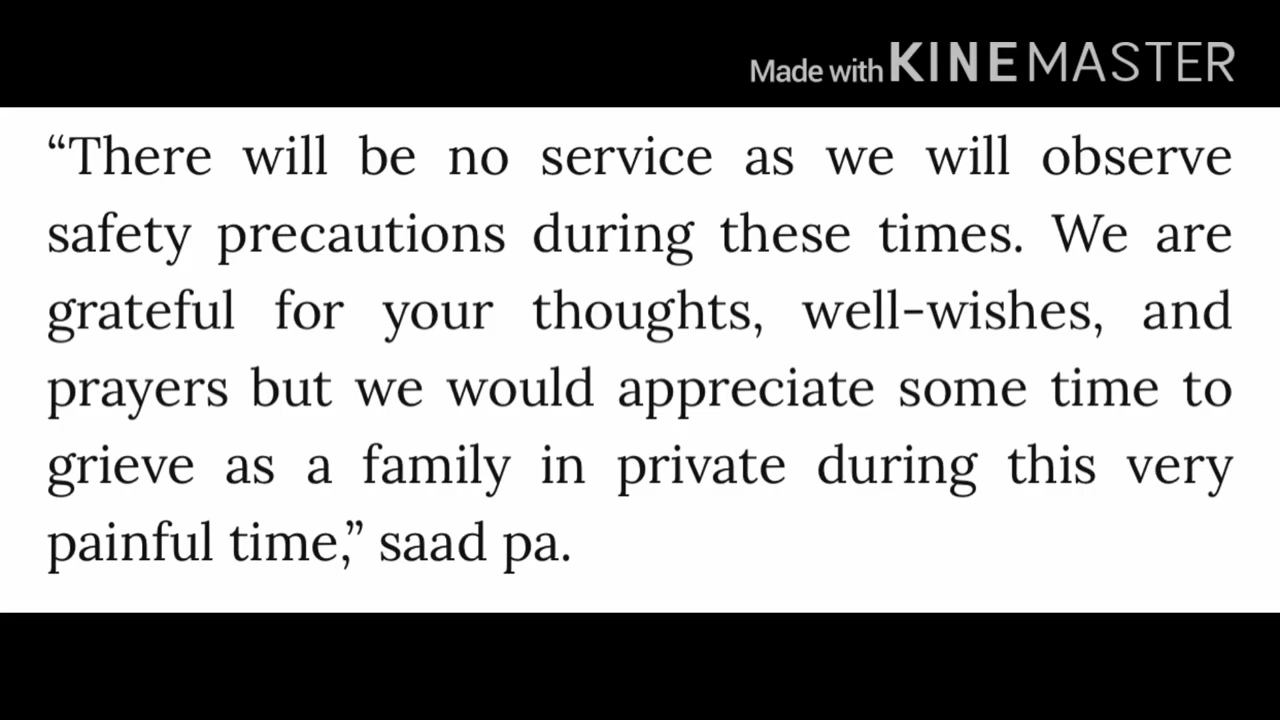 Made with KINEMASTER
“There will be no service as we will observe
safety precautions during these times. We are
grateful for your thoughts, well-wishes, and
prayers but we would appreciate some time to
grieve as a family in private during this very
painful time,” saad pa.